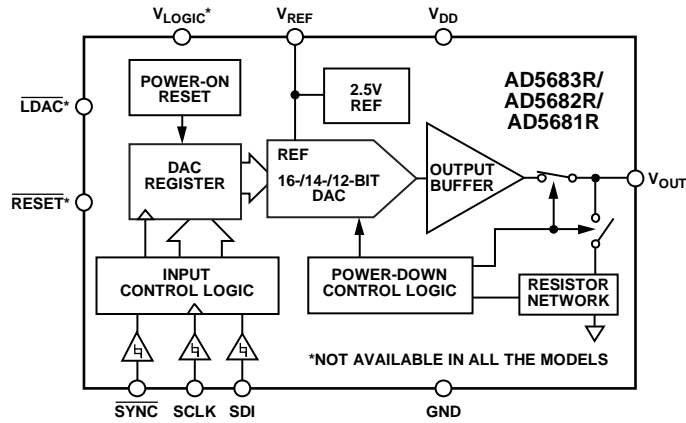 VLOGIC*
VREF
VDD
POWER-ON
RESET
2.5V
REF
AD5683R/
AD5682R/
AD5681R
LDAC*
DAC
REGISTER
REF
16-/14-/12-BIT
DAC
OUTPUT
BUFFER
VOUT
RESET*
INPUT
CONTROL LOGIC
POWER-DOWN
CONTROL LOGIC
RESISTOR
NETWORK
*NOT AVAILABLE IN ALL THE MODELS
SYNC
SCLK
SDI
GND